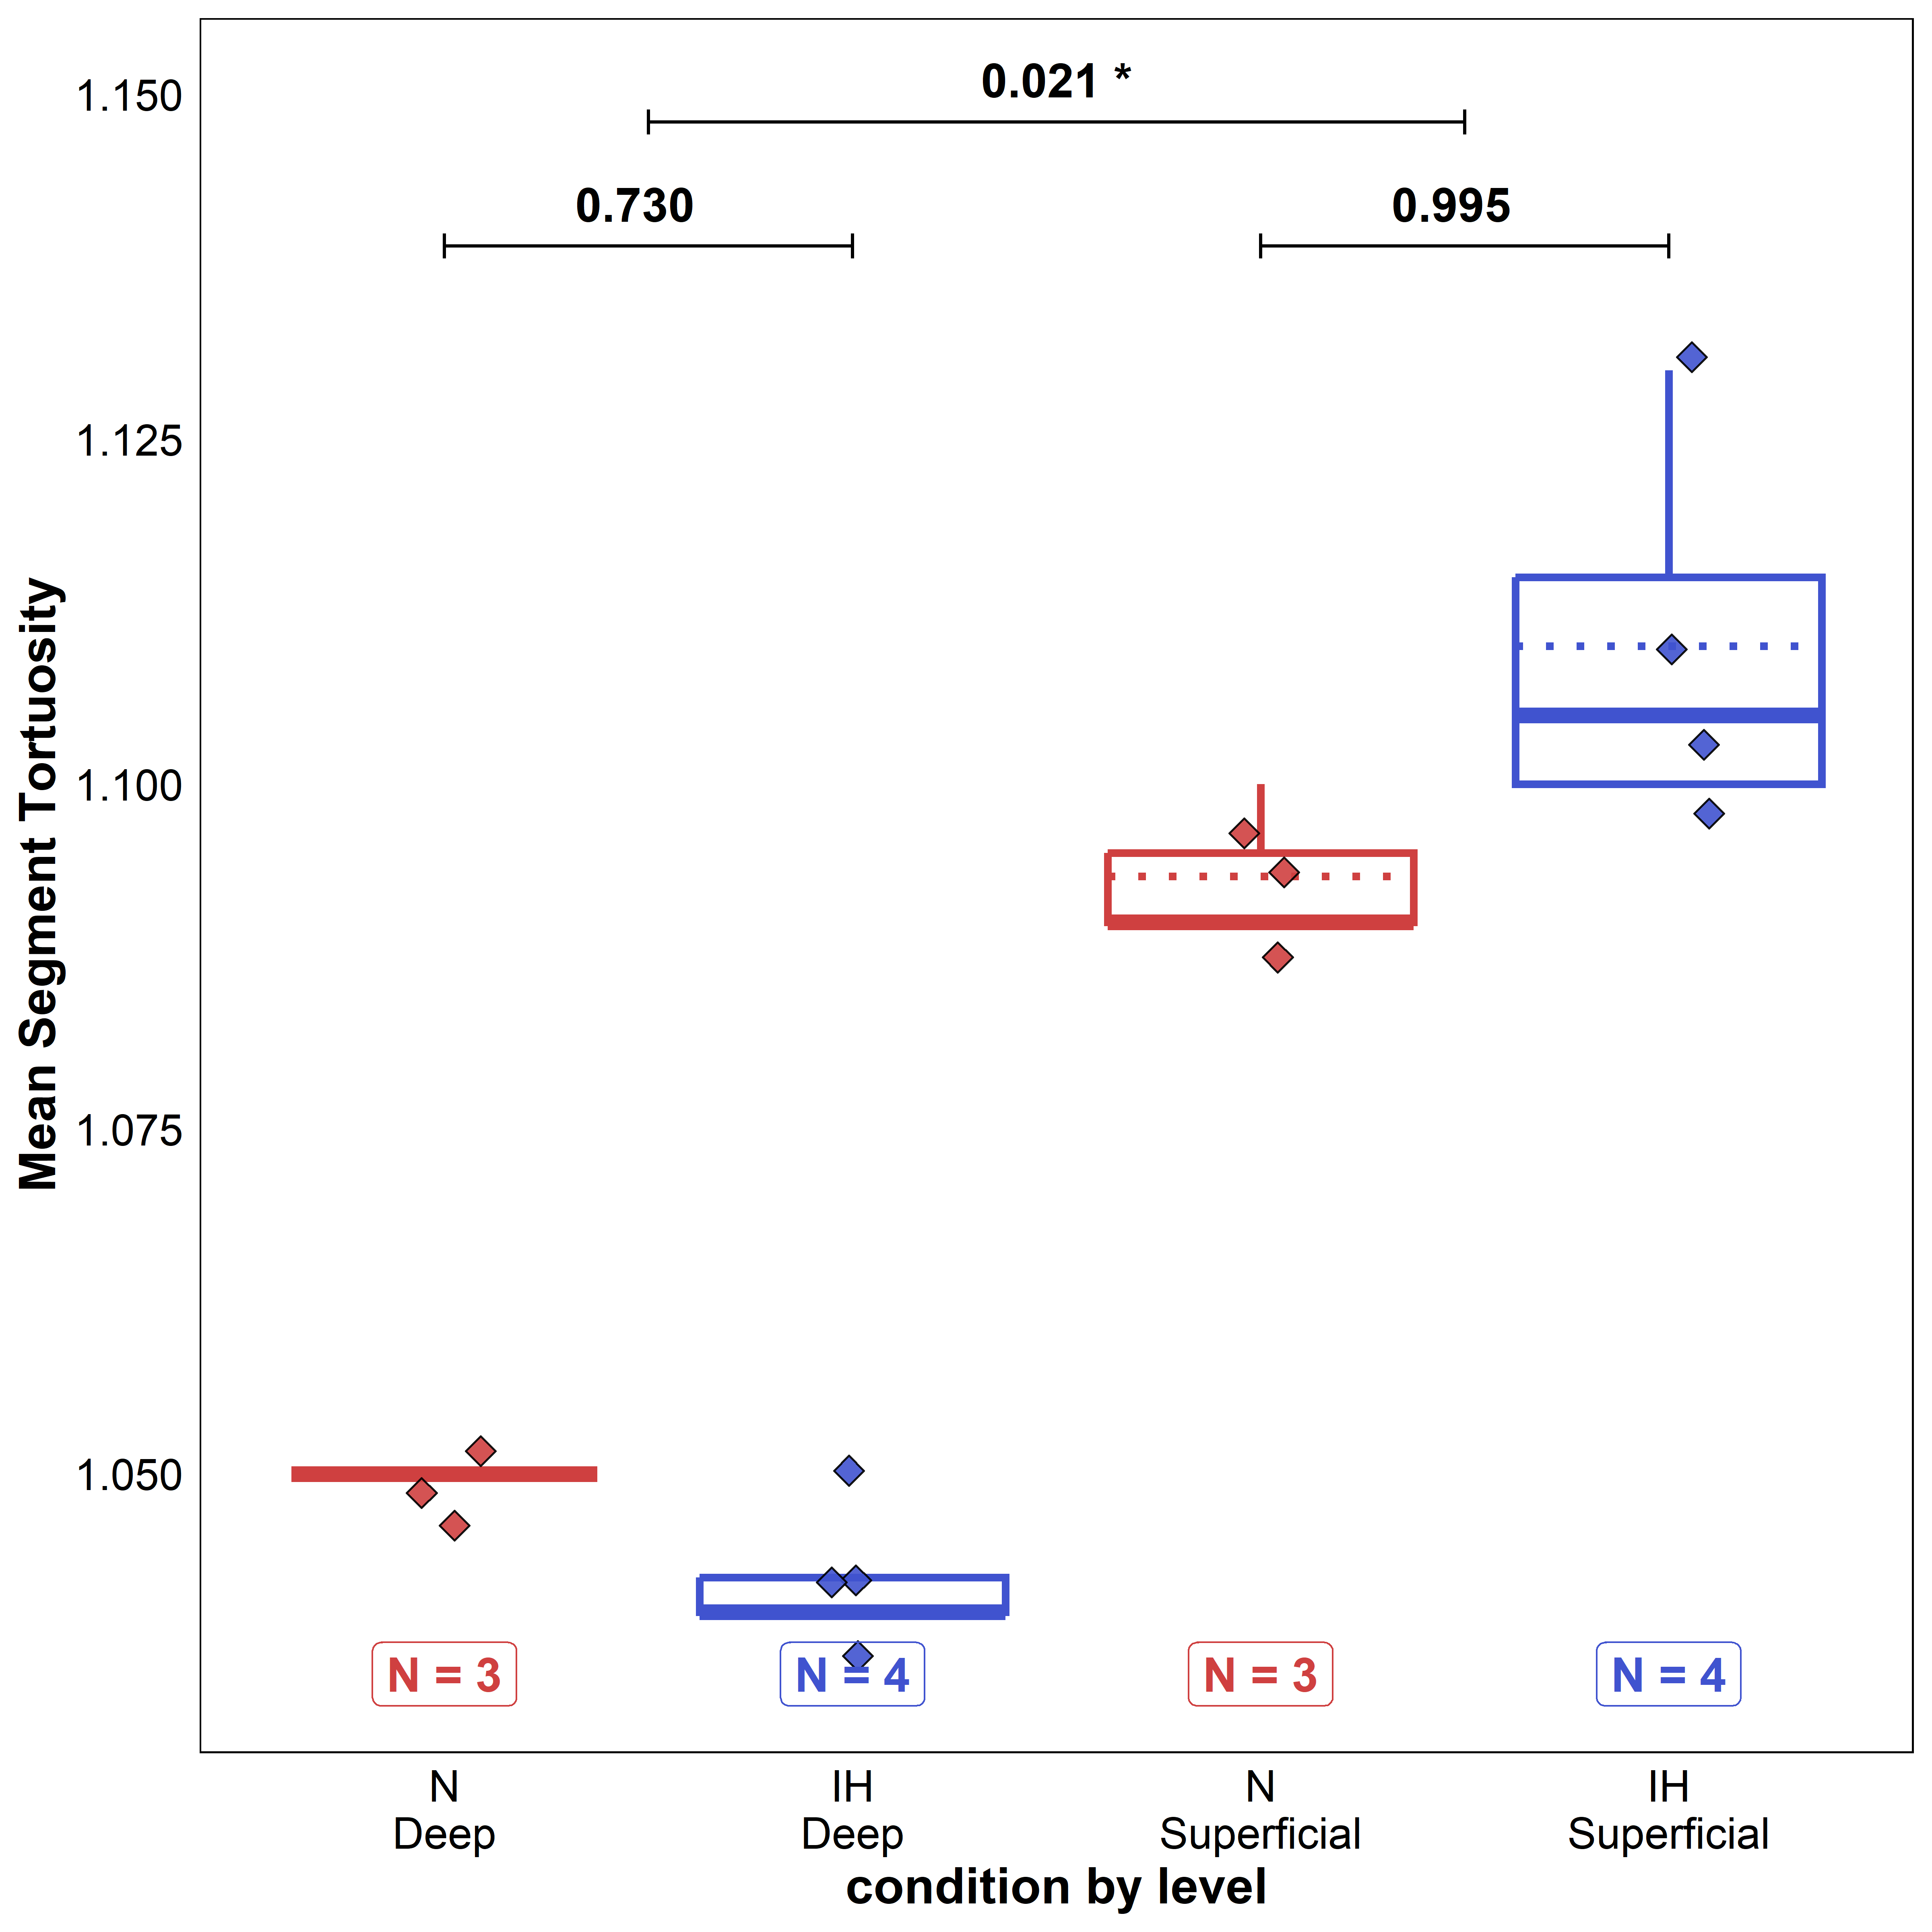 0.021 *
0.730
0.995
1.150
1.125
1.100
1.075
1.050
Mean Segment Tortuosity
N = 3
N = 4
N = 3
N = 4
N
Deep
IH
Deep
N
Superficial
IH
Superficial
condition by level